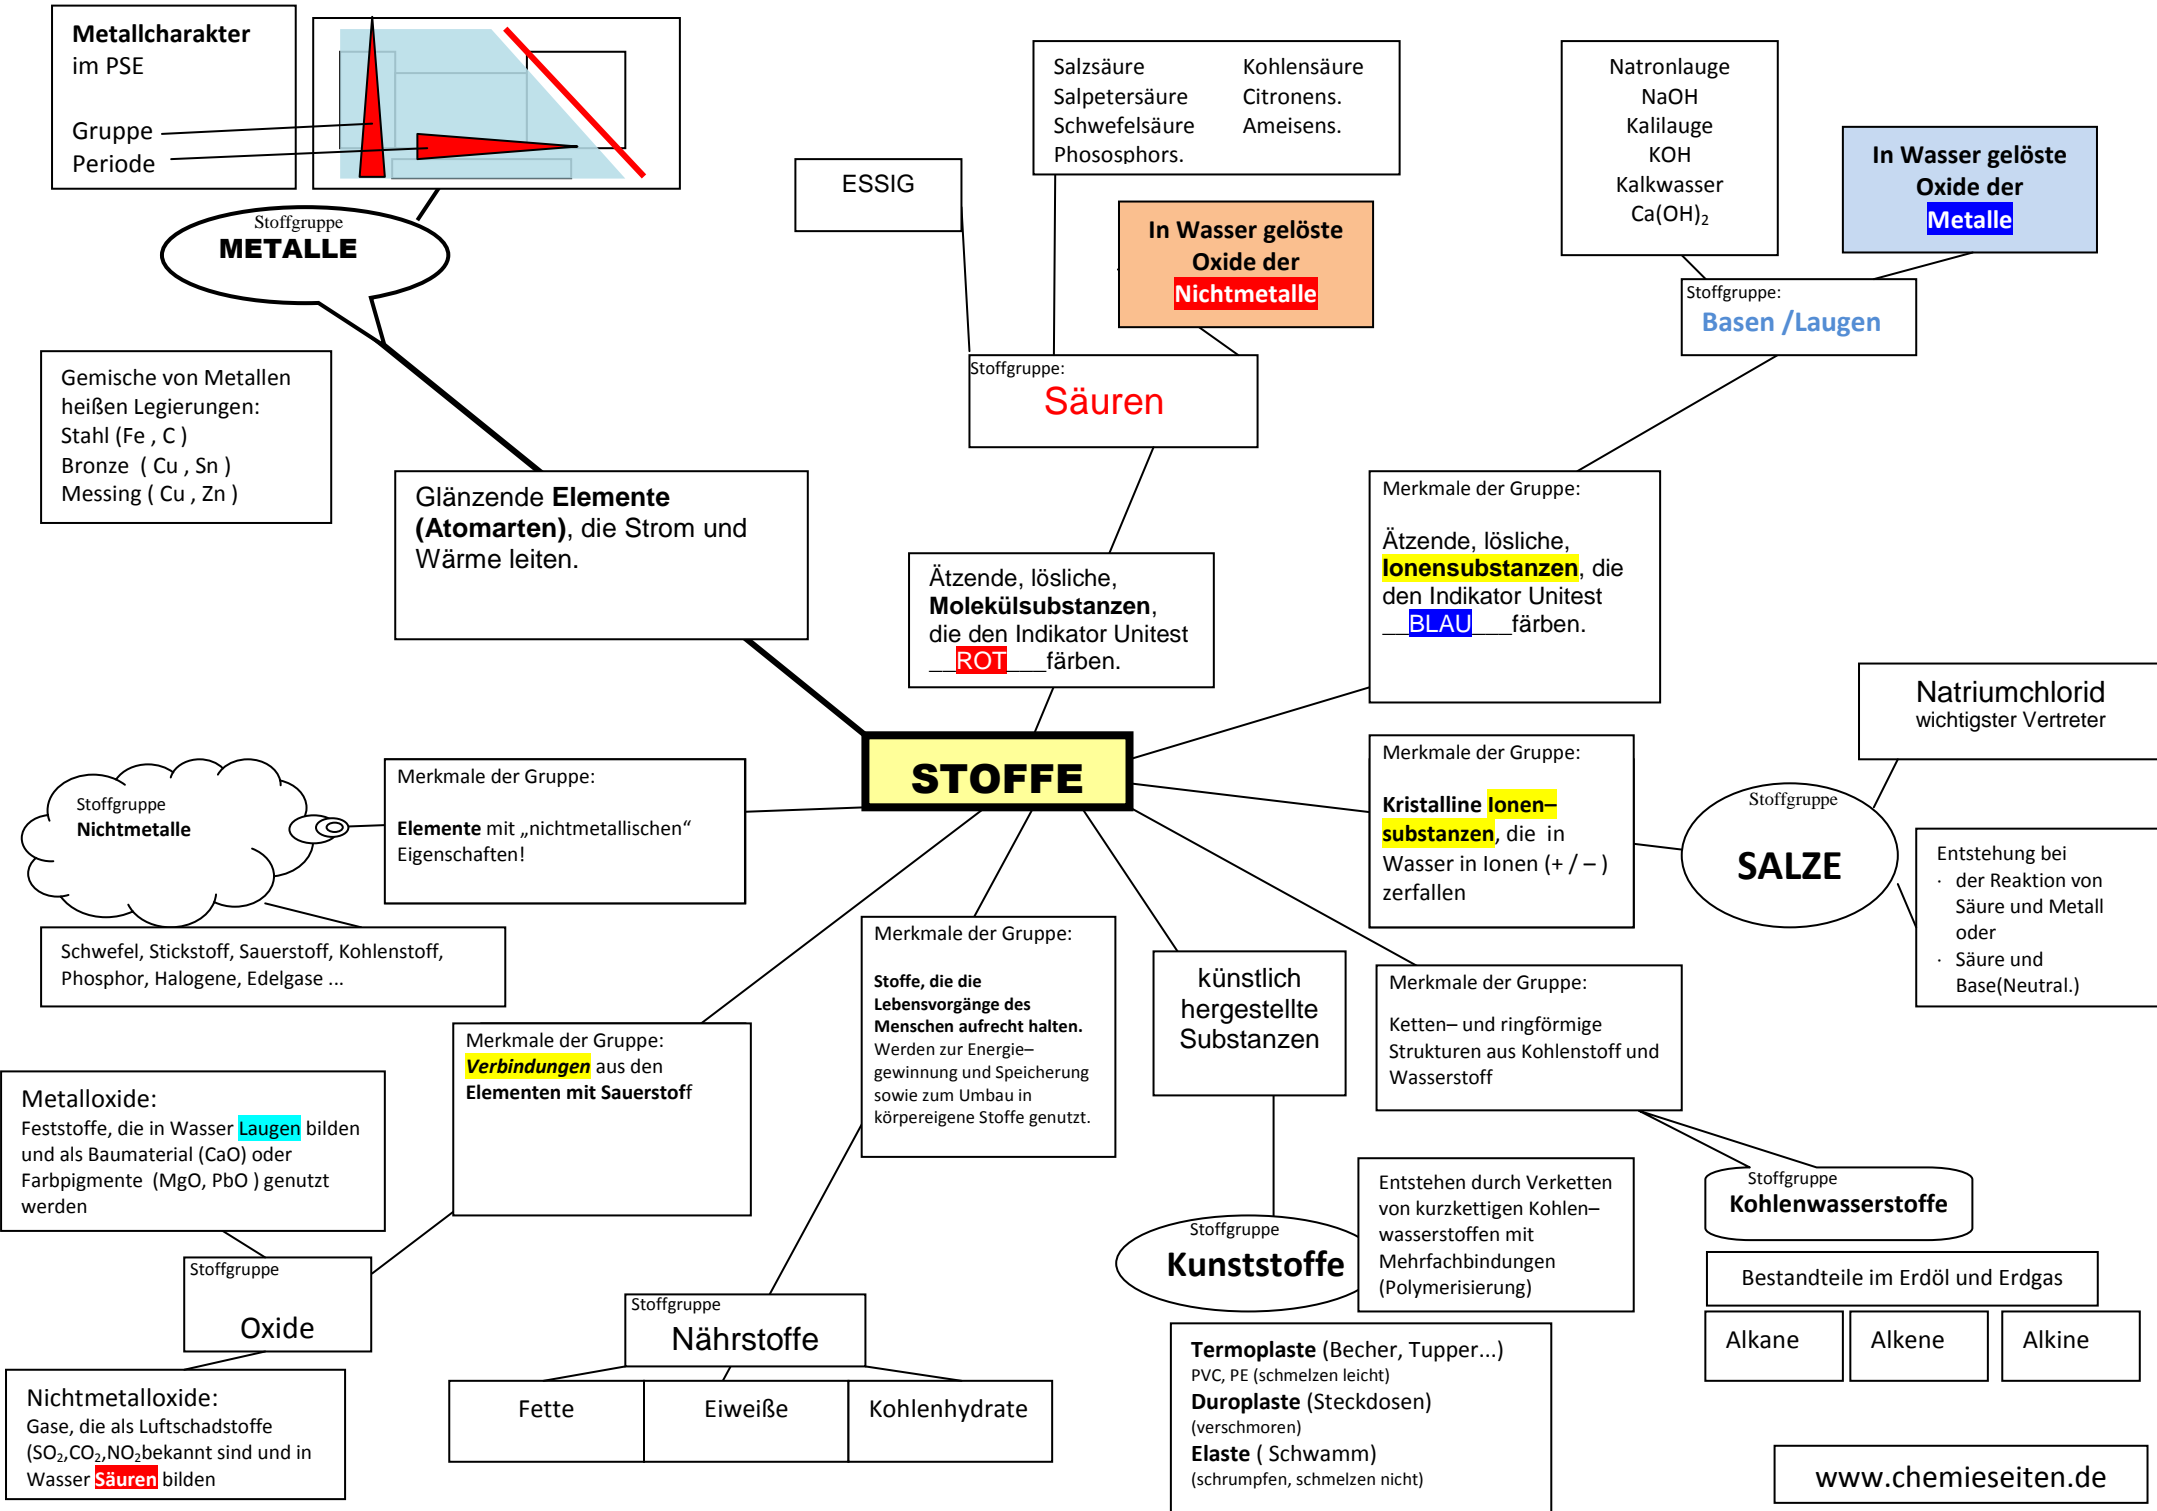 Metallcharakter
im PSE
Gruppe
Periode
Stoffgruppe
METALLE
Gemische von Metallen
heißen Legierungen:
Stahl (Fe , C )
Bronze ( Cu , Sn )
Messing ( Cu , Zn )
Glänzende Elemente
(Atomarten), die Strom und
Wärme leiten.
ESSIG
Salzsäure Kohlensäure
Salpetersäure Citronens.
Schwefelsäure Ameisens.
Phososphors.
In Wasser gelöste
Oxide der
Nichtmetalle
Stoffgruppe:
Säuren
Ätzende, lösliche,
Molekülsubstanzen,
die den Indikator Unitest
__ROT___färben.
Natronlauge
NaOH
Kalilauge
KOH
Kalkwasser
Ca(OH)₂
In Wasser gelöste
Oxide der
Metalle
Stoffgruppe:
Basen /Laugen
Merkmale der Gruppe:
Ätzende, lösliche,
Ionensubstanzen, die
den Indikator Unitest
__BLAU___färben.
STOFFE
Natriumchlorid
wichtigster Vertreter
Merkmale der Gruppe:
Kristalline Ionen–
substanzen, die in
Wasser in Ionen (+ / – )
zerfallen
Stoffgruppe
SALZE
Entstehung bei
· der Reaktion von
Säure und Metall
oder
· Säure und
Base(Neutral.)
Stoffgruppe
Nichtmetalle
Merkmale der Gruppe:
Elemente mit „nichtmetallischen“
Eigenschaften!
Schwefel, Stickstoff, Sauerstoff, Kohlenstoff,
Phosphor, Halogene, Edelgase ...
Merkmale der Gruppe:
Verbindungen aus den
Elementen mit Sauerstoff
Metalloxide:
Feststoffe, die in Wasser Laugen bilden
und als Baumaterial (CaO) oder
Farbpigmente (MgO, PbO ) genutzt
werden
Stoffgruppe
Oxide
Nichtmetalloxide:
Gase, die als Luftschadstoffe
(SO₂,CO₂,NO₂bekannt sind und in
Wasser Säuren bilden
Merkmale der Gruppe:
Stoffe, die die
Lebensvorgänge des
Menschen aufrecht halten.
Werden zur Energie–
gewinnung und Speicherung
sowie zum Umbau in
körpereigene Stoffe genutzt.
Stoffgruppe
Nährstoffe
Fette
Eiweiße
Kohlenhydrate
künstlich
hergestellte
Substanzen
Stoffgruppe
Kunststoffe
Entstehen durch Verketten
von kurzkettigen Kohlen–
wasserstoffen mit
Mehrfachbindungen
(Polymerisierung)
Termoplaste (Becher, Tupper...)
PVC, PE (schmelzen leicht)
Duroplaste (Steckdosen)
(verschmoren)
Elaste ( Schwamm)
(schrumpfen, schmelzen nicht)
Merkmale der Gruppe:
Ketten– und ringförmige
Strukturen aus Kohlenstoff und
Wasserstoff
Stoffgruppe
Kohlenwasserstoffe
Bestandteile im Erdöl und Erdgas
Alkane
Alkene
Alkine
www.chemieseiten.de